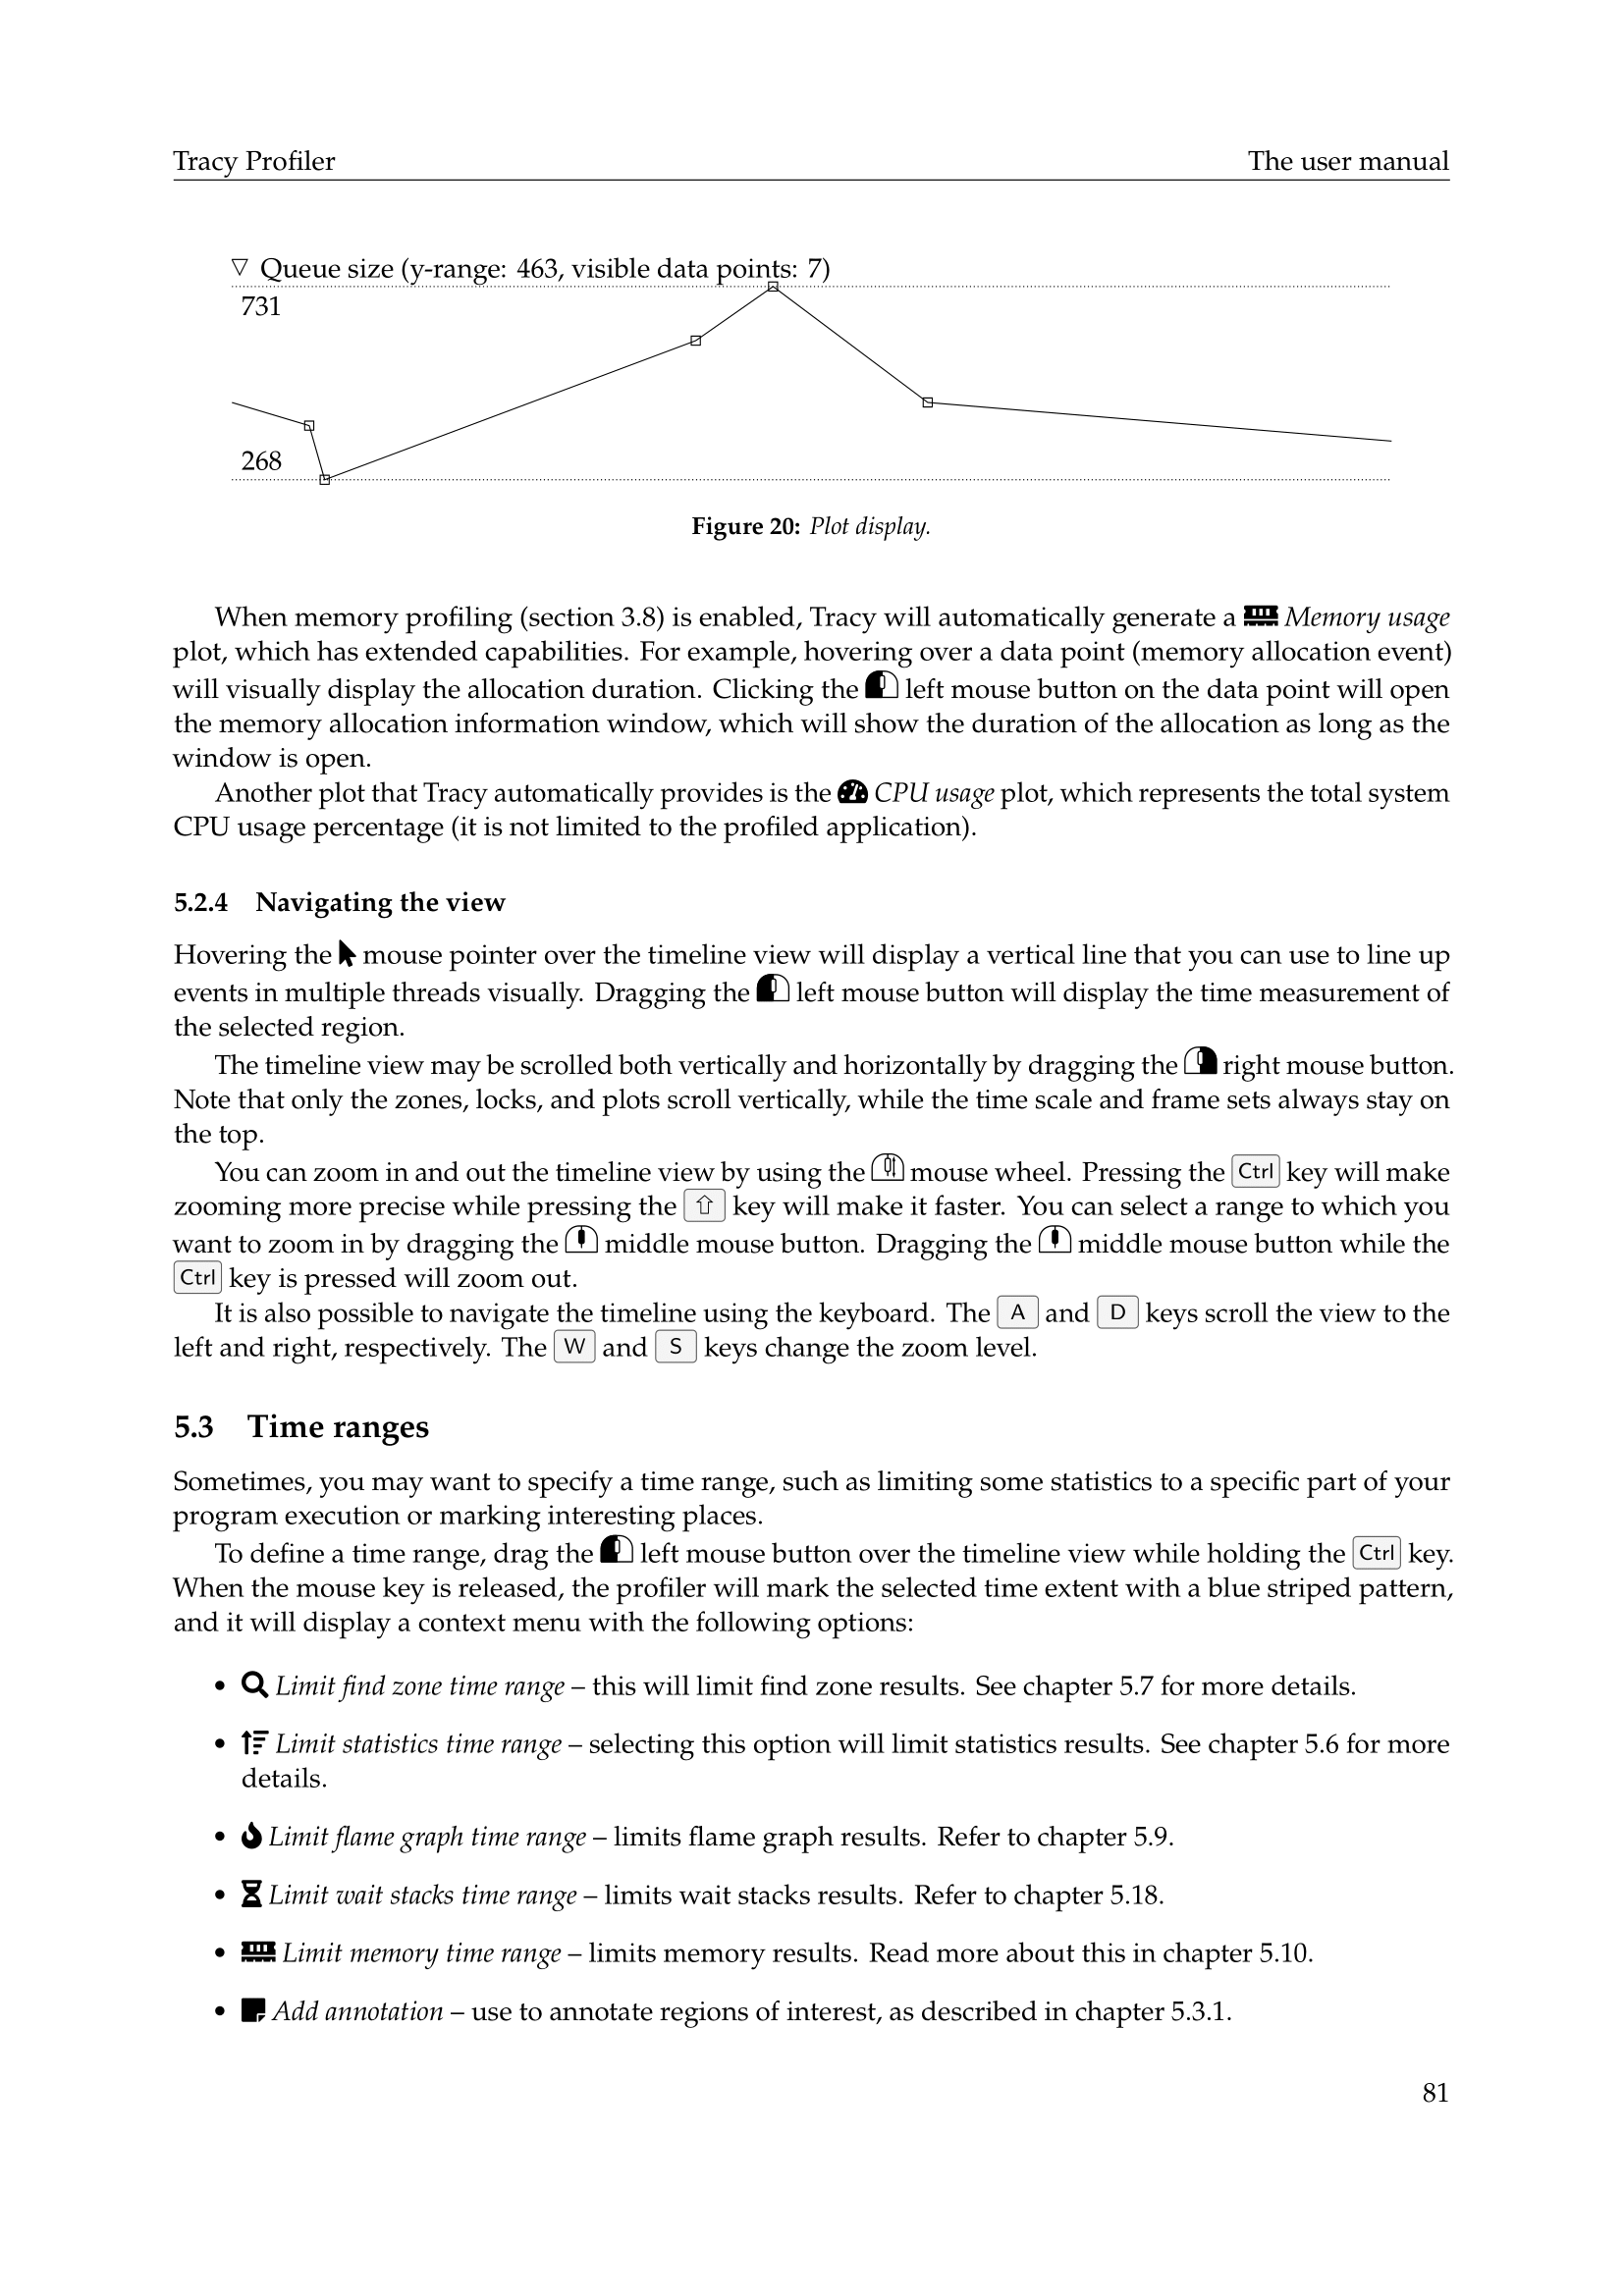 Tracy Profiler The user manual
▽ Queue size (y-range: 463, visible data points: 7)
731
268
Figure 20: Plot display.
When memory profiling (section 3.8) is enabled, Tracy will automatically generate a Memory usage
plot, which has extended capabilities. For example, hovering over a data point (memory allocation event)
will visually display the allocation duration. Clicking the left mouse button on the data point will open
the memory allocation information window, which will show the duration of the allocation as long as the
window is open.
Another plot that Tracy automatically provides is the CPU usage plot, which represents the total system
CPU usage percentage (it is not limited to the profiled application).
5.2.4 Navigating the view
Hovering the mouse pointer over the timeline view will display a vertical line that you can use to line up
events in multiple threads visually. Dragging the left mouse button will display the time measurement of
the selected region.
The timeline view may be scrolled both vertically and horizontally by dragging the right mouse button.
Note that only the zones, locks, and plots scroll vertically, while the time scale and frame sets always stay on
the top.
You can zoom in and out the timeline view by using the mouse wheel. Pressing the Ctrl key will make
zooming more precise while pressing the ⇧ key will make it faster. You can select a range to which you
want to zoom in by dragging the middle mouse button. Dragging the middle mouse button while the
Ctrl key is pressed will zoom out.
It is also possible to navigate the timeline using the keyboard. The A and D keys scroll the view to the
left and right, respectively. The W and S keys change the zoom level.
5.3 Time ranges
Sometimes, you may want to specify a time range, such as limiting some statistics to a specific part of your
program execution or marking interesting places.
To define a time range, drag the left mouse button over the timeline view while holding the Ctrl key.
When the mouse key is released, the profiler will mark the selected time extent with a blue striped pattern,
and it will display a context menu with the following options:
• Limit find zone time range – this will limit find zone results. See chapter 5.7 for more details.
• Limit statistics time range – selecting this option will limit statistics results. See chapter 5.6 for more
details.
• Limit flame graph time range – limits flame graph results. Refer to chapter 5.9.
• Limit wait stacks time range – limits wait stacks results. Refer to chapter 5.18.
• Limit memory time range – limits memory results. Read more about this in chapter 5.10.
• Add annotation – use to annotate regions of interest, as described in chapter 5.3.1.
81